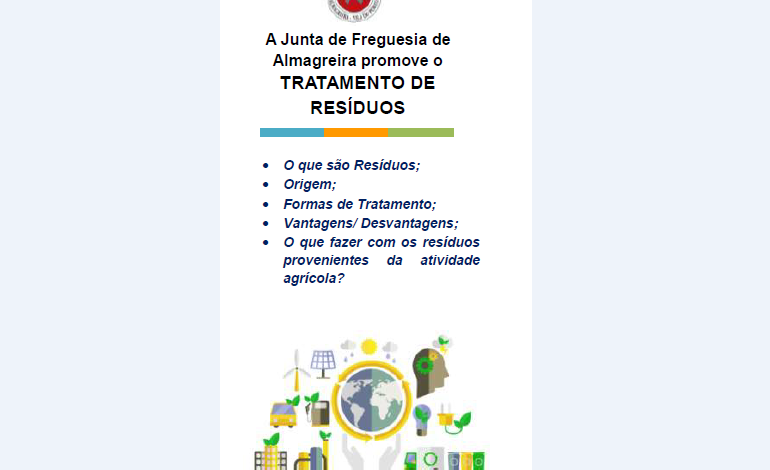 A Junta de Freguesia de
Almagreira promove o
TRATAMENTO DE
RESÍDUOS
• O que são Resíduos;
• Origem;
• Formas de Tratamento;
• Vantagens/ Desvantagens;
• O que fazer com os resíduos
provenientes da atividade
agrícola?